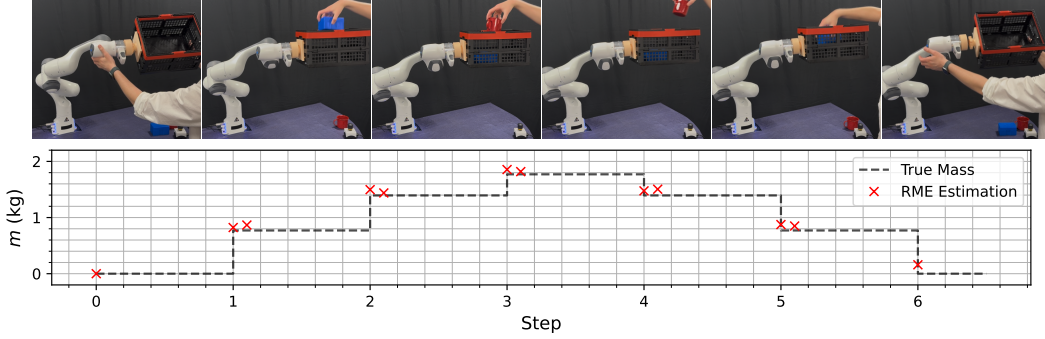 2
1
0
m (kg)
True Mass
RME Estimation
0 1 2 3 4 5 6
Step